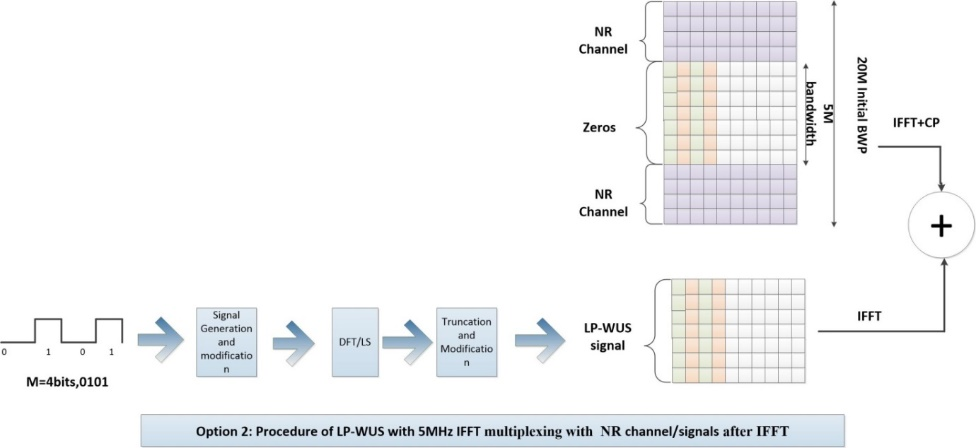 NR
Channel
Zeros
NR
Channel
5M
bandwidth
20M Initial BWP
IFFT+CP
+
0 1 0 1
M=4bits,0101
Signal
Generation
and
modificatio
n
DFT/LS
Truncation
and
Modificatio
n
LP-WUS
signal
IFFT
Option 2: Procedure of LP-WUS with 5MHz IFFT multiplexing with NR channel/signals after IFFT